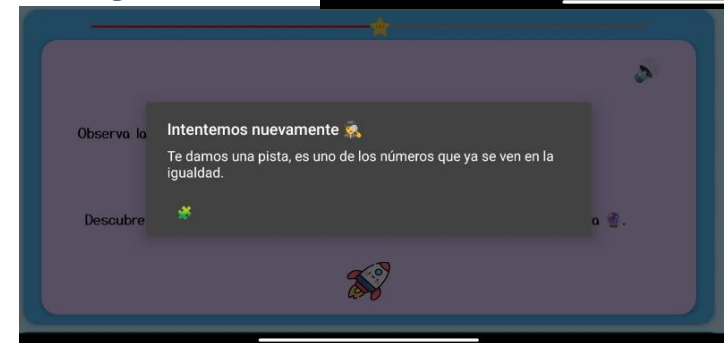 Intentemos nuevamente 🕵️
Observa la
Te damos una pista, es uno de los números que ya se ven en la
igualdad.
Descubre
a 🔮.